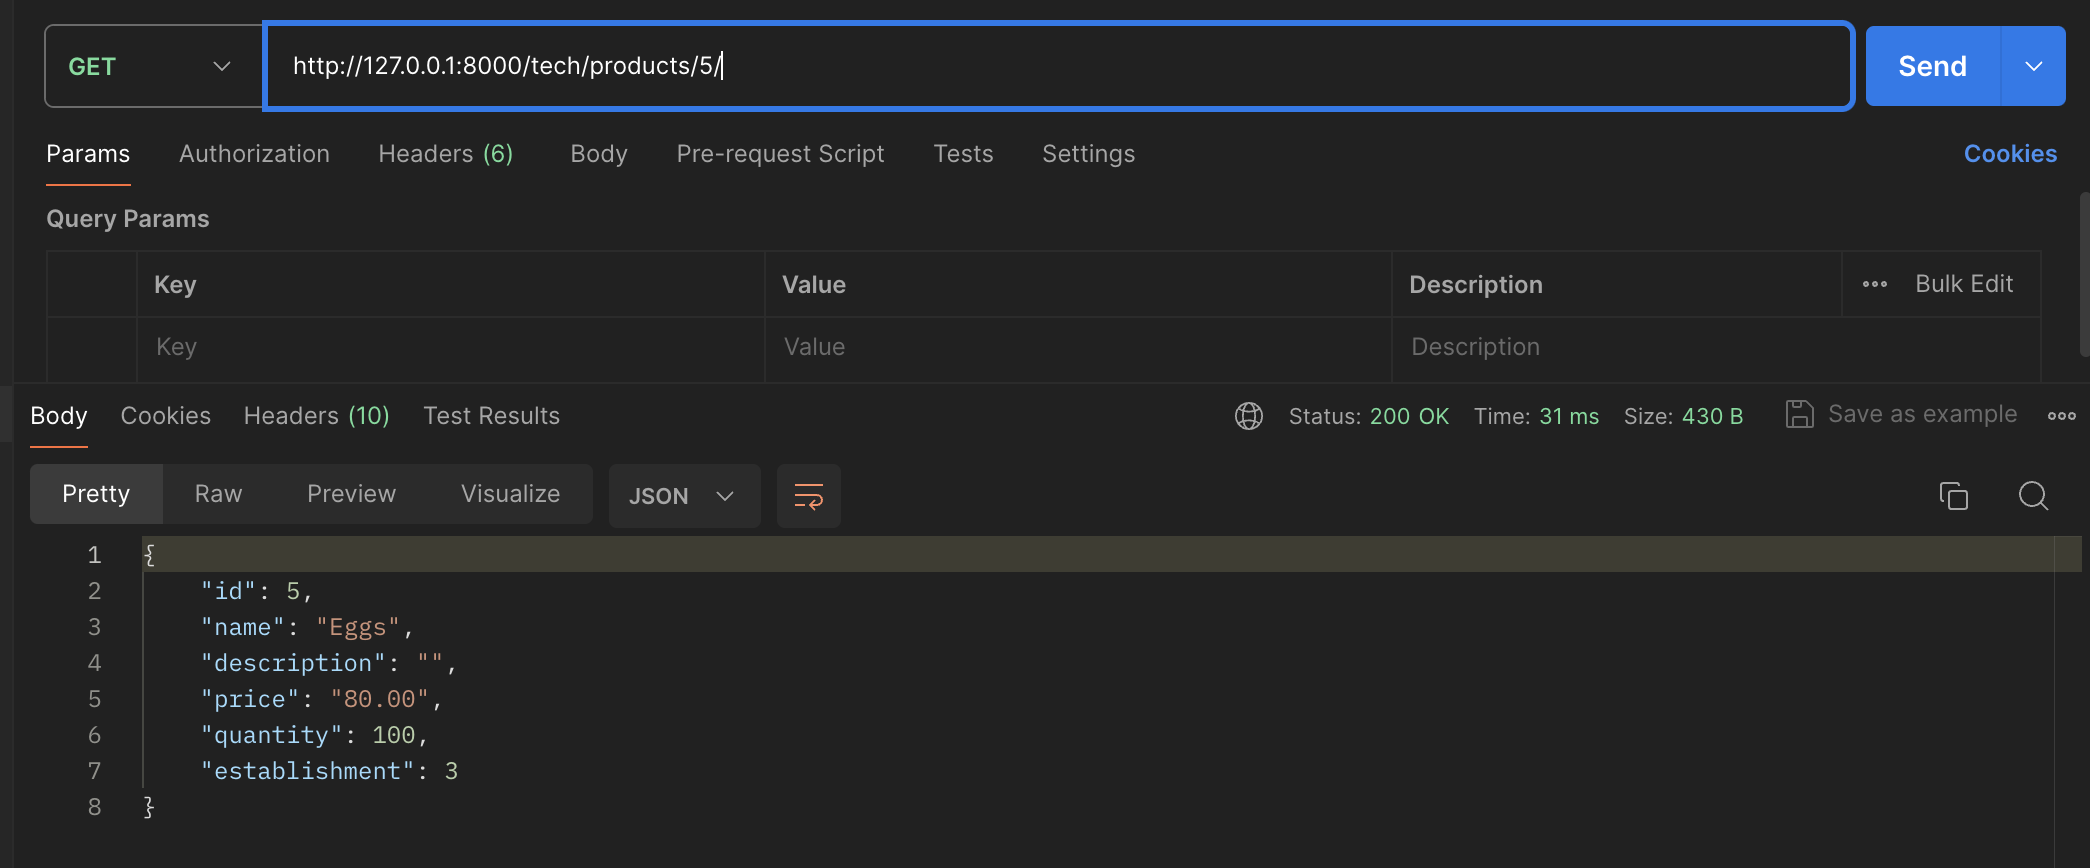 GET http://127.0.0.1:8000/tech/products/5/ Send
Params Authorization Headers (6) Body Pre-request Script Tests Settings Cookies
Query Params
Key Value Description Bulk Edit
Key Value Description
Body Cookies Headers (10) Test Results Status: 200 OK Time: 31 ms Size: 430 B Save as example
Pretty Raw Preview Visualize JSON
1 {
2 "id": 5,
3 "name": "Eggs",
4 "description": "",
5 "price": "80.00",
6 "quantity": 100,
7 "establishment": 3
8 }